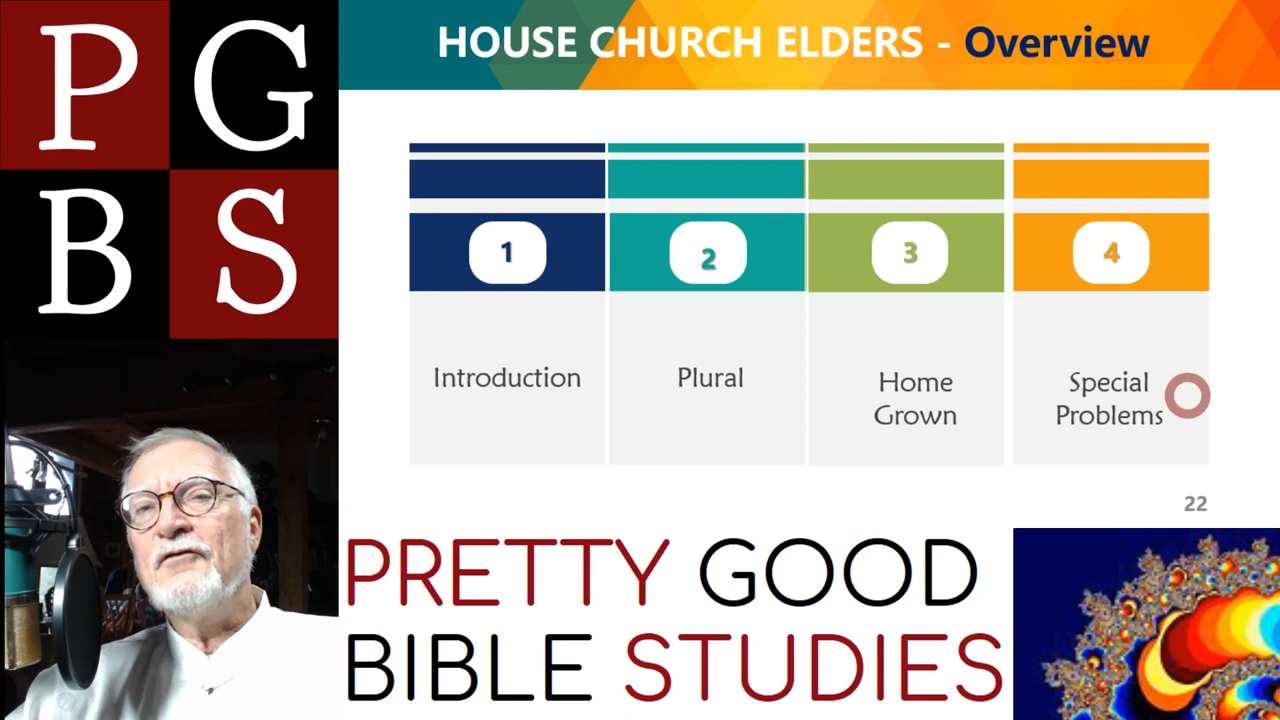 P G
B S
HOUSE CHURCH ELDERS - Overview
1
2
3
4
Introduction
Plural
Home
Grown
Special
Problems
22
PRETTY GOOD
BIBLE STUDIES